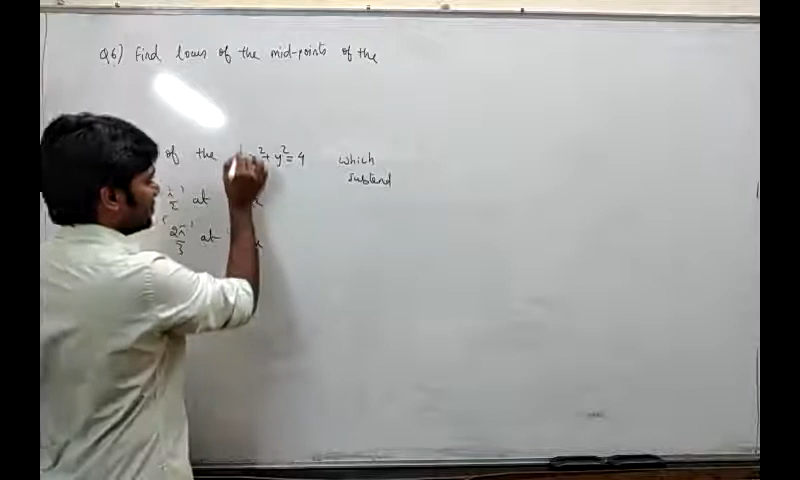 Q6) Find locus of the mid-points of the
of the x²+y²=4 which
subtend
π/2 ' at
' 2π/3 ' at